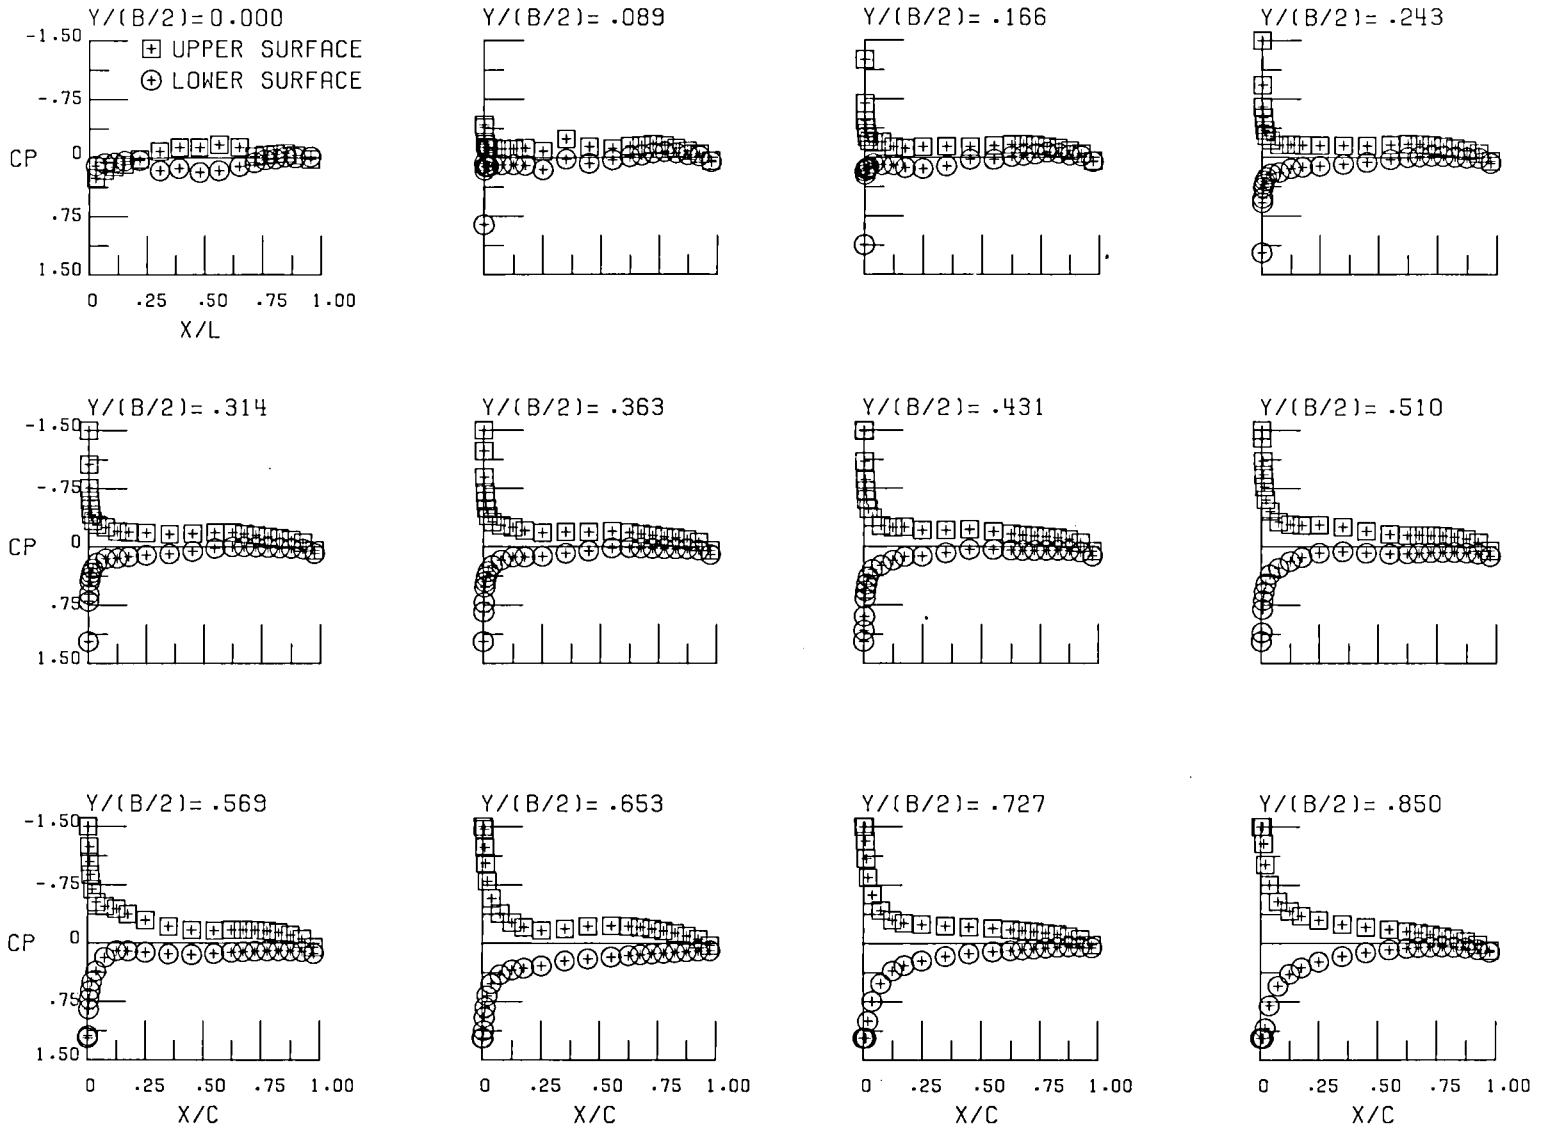 Y/(B/2)=0.000
Y/(B/2)= .089
Y/(B/2)= .166
Y/(B/2)= .243
-1.50
UPPER SURFACE
LOWER SURFACE
-.75
CP
0
.75
1.50
0 .25 .50 .75 1.00
X/L
Y/(B/2)= .314
Y/(B/2)= .363
Y/(B/2)= .431
Y/(B/2)= .510
-1.50
-.75
CP
0
.75
1.50
Y/(B/2)= .569
Y/(B/2)= .653
Y/(B/2)= .727
Y/(B/2)= .850
-1.50
-.75
CP
0
.75
1.50
0 .25 .50 .75 1.00
0 .25 .50 .75 1.00
0 .25 .50 .75 1.00
0 .25 .50 .75 1.00
X/C
X/C
X/C
X/C